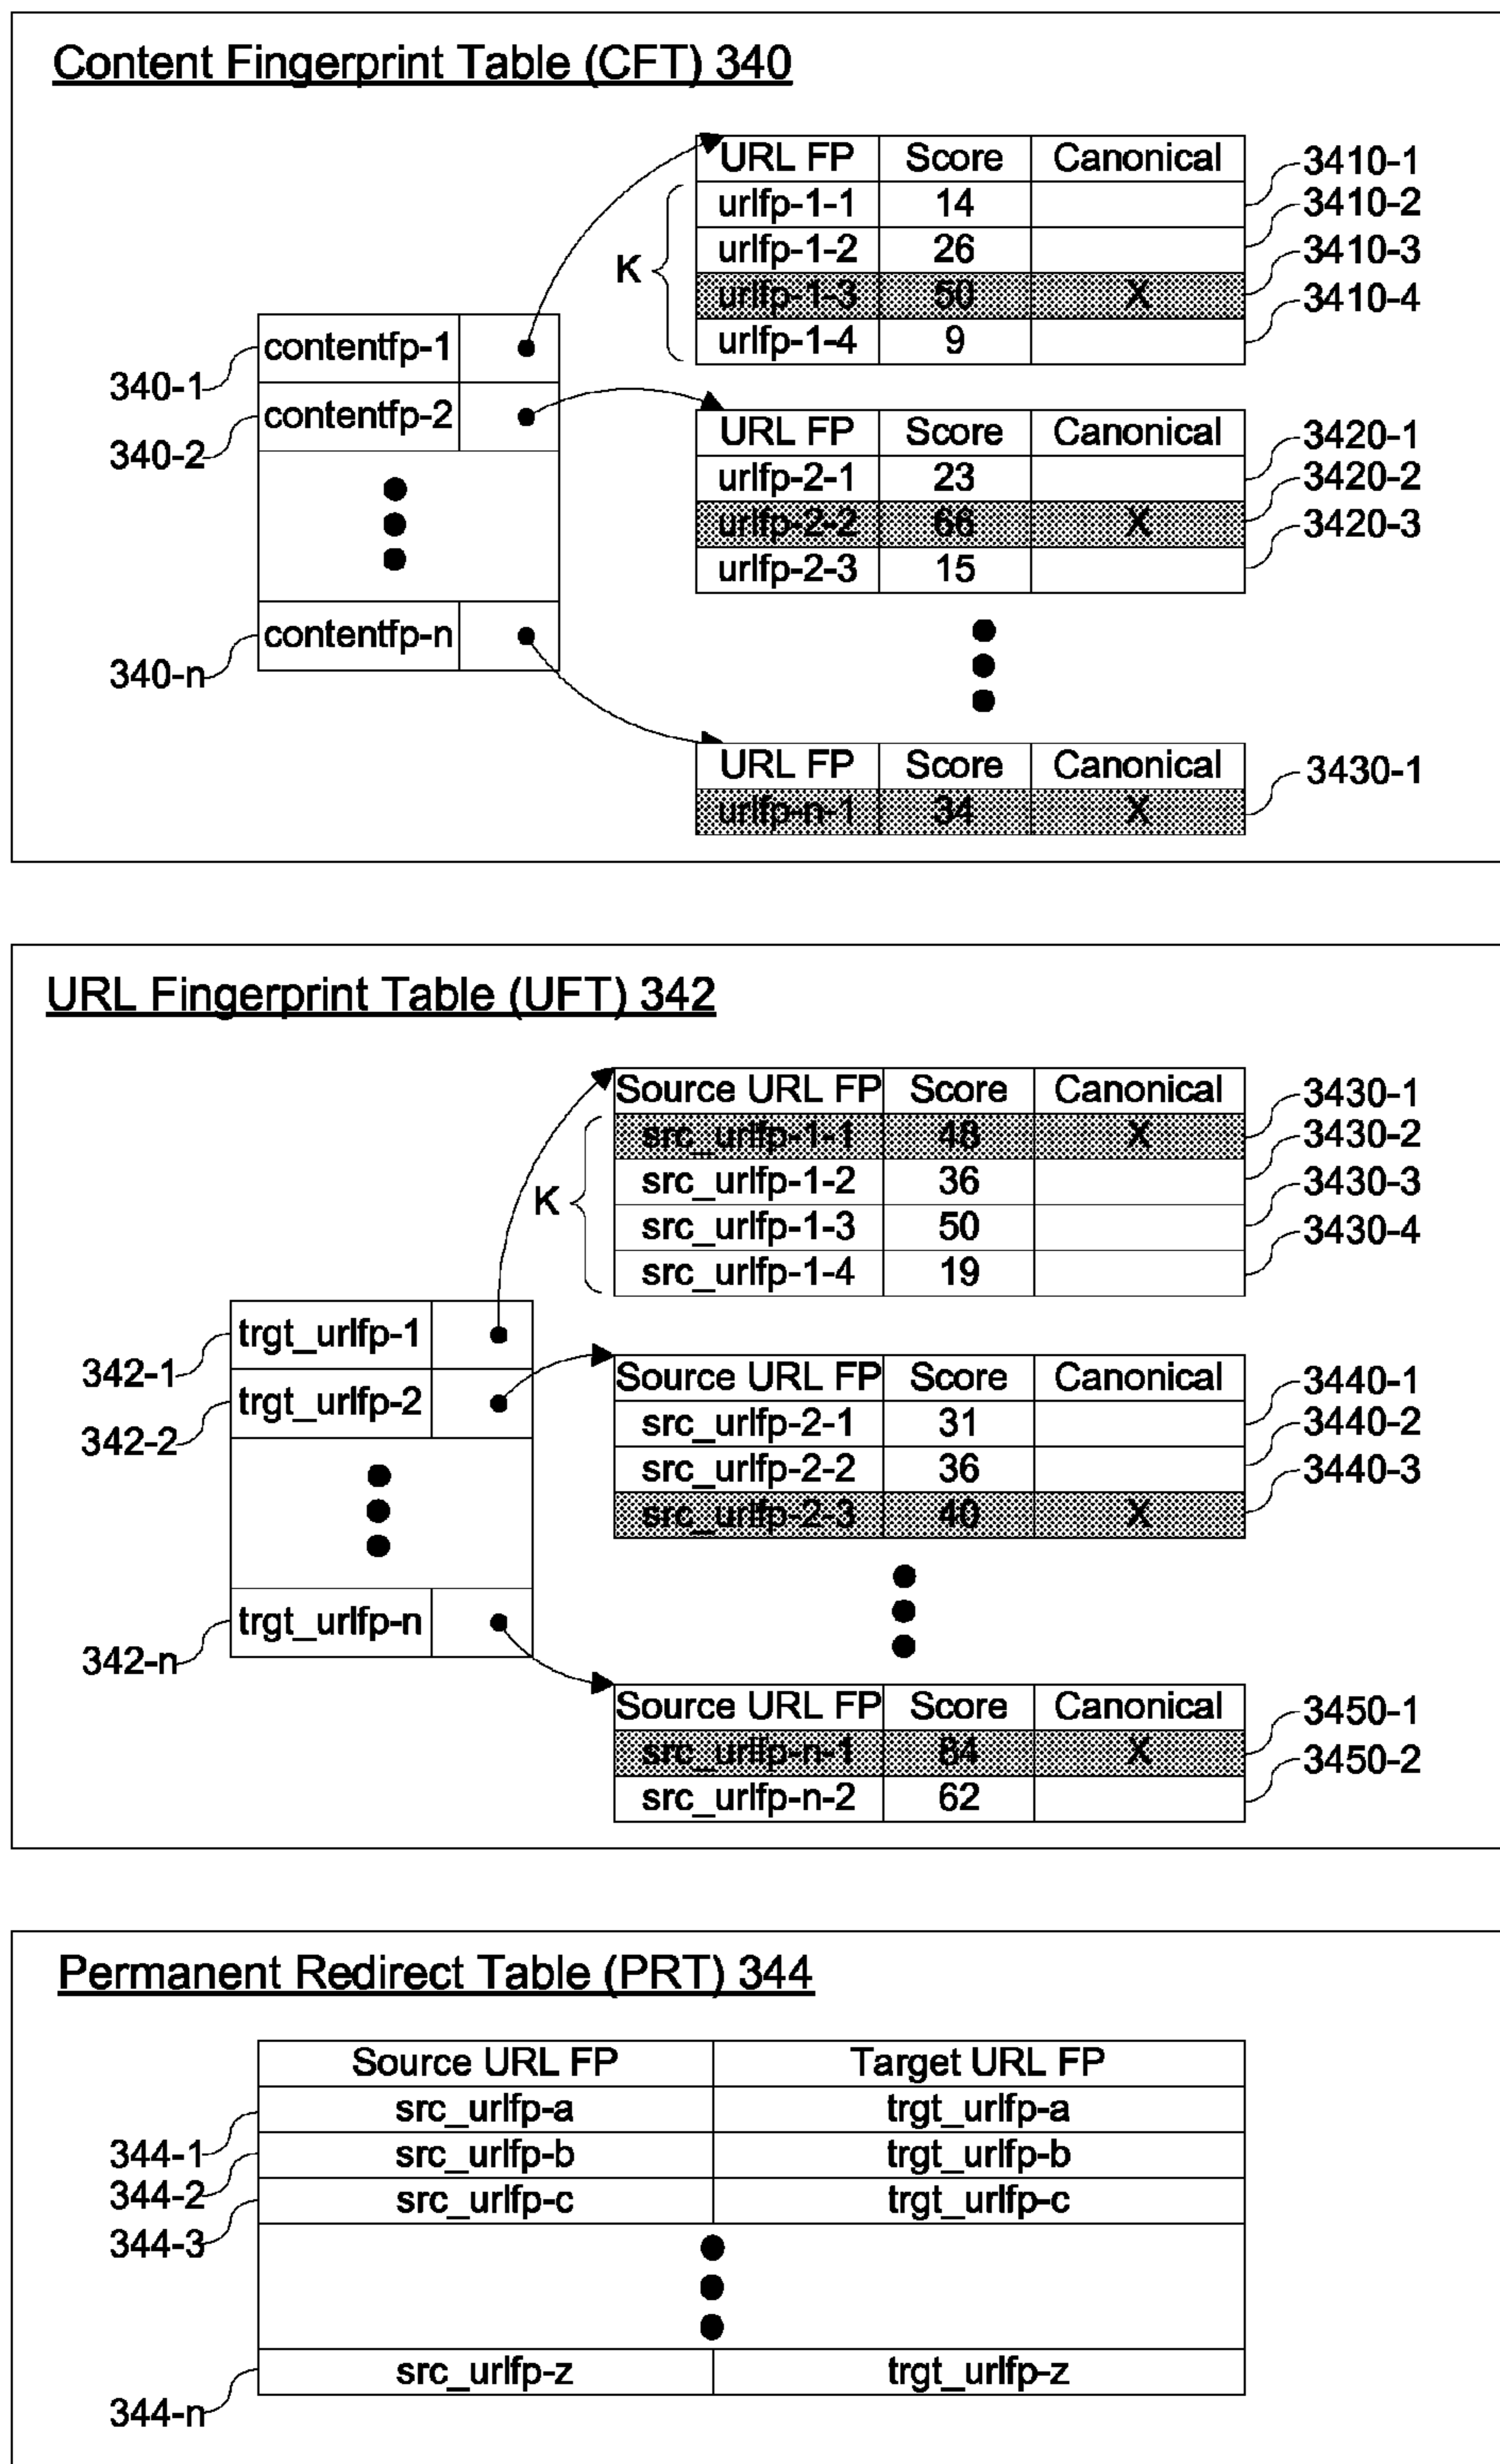 Content Fingerprint Table (CFT) 340
URL FP Score Canonical
urlfp-1-1 14
urlfp-1-2 26
urlfp-1-3 50 X
urlfp-1-4 9
K
3410-1
3410-2
3410-3
3410-4
contentfp-1
contentfp-2
contentfp-n
340-1
340-2
340-n
URL FP Score Canonical
urlfp-2-1 23
urlfp-2-2 66 X
urlfp-2-3 15
3420-1
3420-2
3420-3
URL FP Score Canonical
urlfp-n-1 34 X
3430-1
URL Fingerprint Table (UFT) 342
Source URL FP Score Canonical
src_urlfp-1-1 48 X
src_urlfp-1-2 36
src_urlfp-1-3 50
src_urlfp-1-4 19
K
3430-1
3430-2
3430-3
3430-4
trgt_urlfp-1
trgt_urlfp-2
trgt_urlfp-n
342-1
342-2
342-n
Source URL FP Score Canonical
src_urlfp-2-1 31
src_urlfp-2-2 36
src_urlfp-2-3 40 X
3440-1
3440-2
3440-3
Source URL FP Score Canonical
src_urlfp-n-1 84 X
src_urlfp-n-2 62
3450-1
3450-2
Permanent Redirect Table (PRT) 344
Source URL FP Target URL FP
src_urlfp-a trgt_urlfp-a
src_urlfp-b trgt_urlfp-b
src_urlfp-c trgt_urlfp-c
src_urlfp-z trgt_urlfp-z
344-1
344-2
344-3
344-n